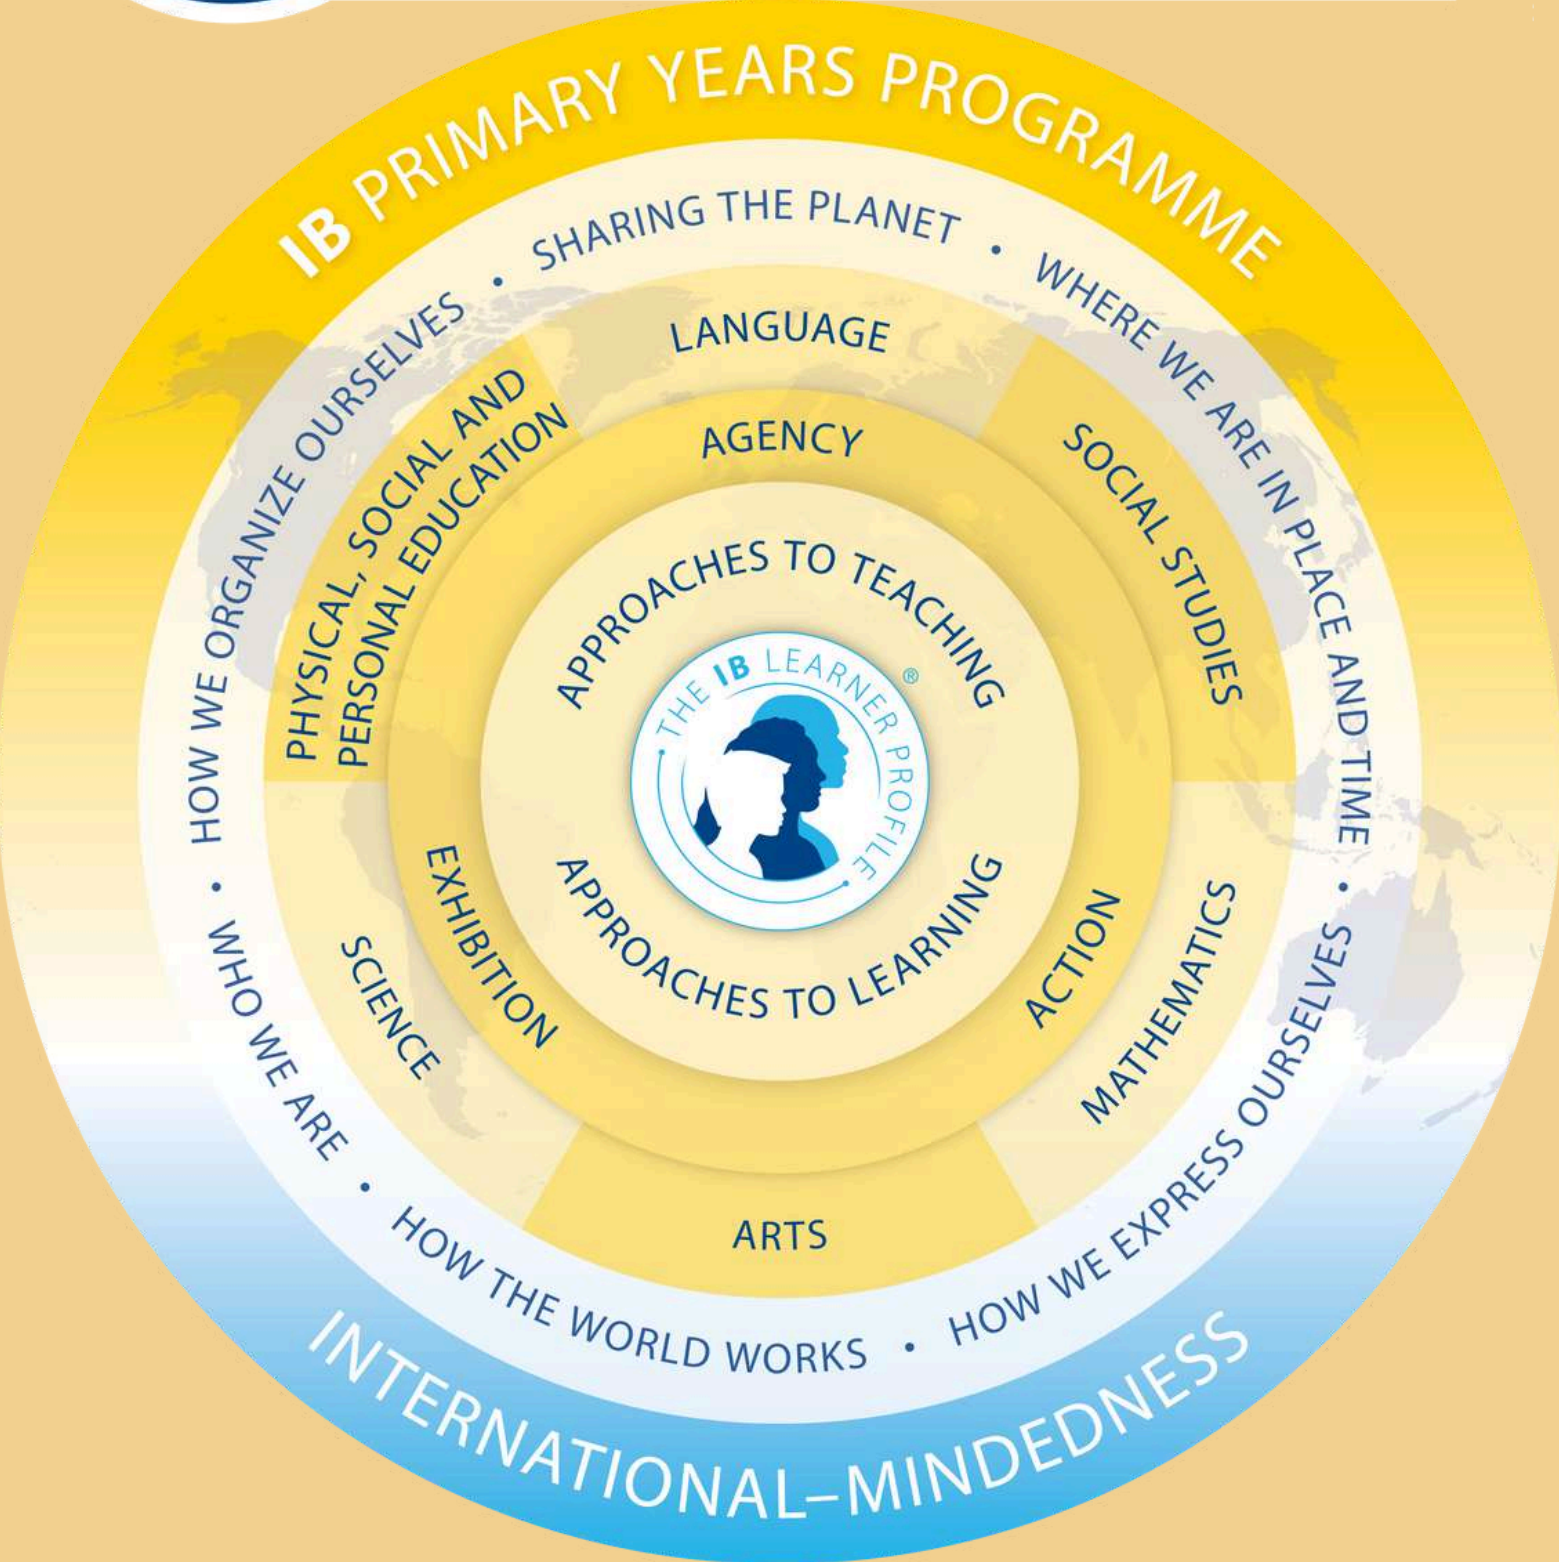 IB PRIMARY YEARS PROGRAMME
SHARING THE PLANET • WHERE WE ARE IN PLACE AND TIME • HOW WE EXPRESS OURSELVES • HOW THE WORLD WORKS • WHO WE ARE • HOW WE ORGANIZE OURSELVES •
LANGUAGE
SOCIAL STUDIES
MATHEMATICS
ARTS
SCIENCE
PHYSICAL, SOCIAL AND
PERSONAL EDUCATION
AGENCY
ACTION
EXHIBITION
APPROACHES TO TEACHING
APPROACHES TO LEARNING
• THE IB LEARNER PROFILE • ®
INTERNATIONAL–MINDEDNESS